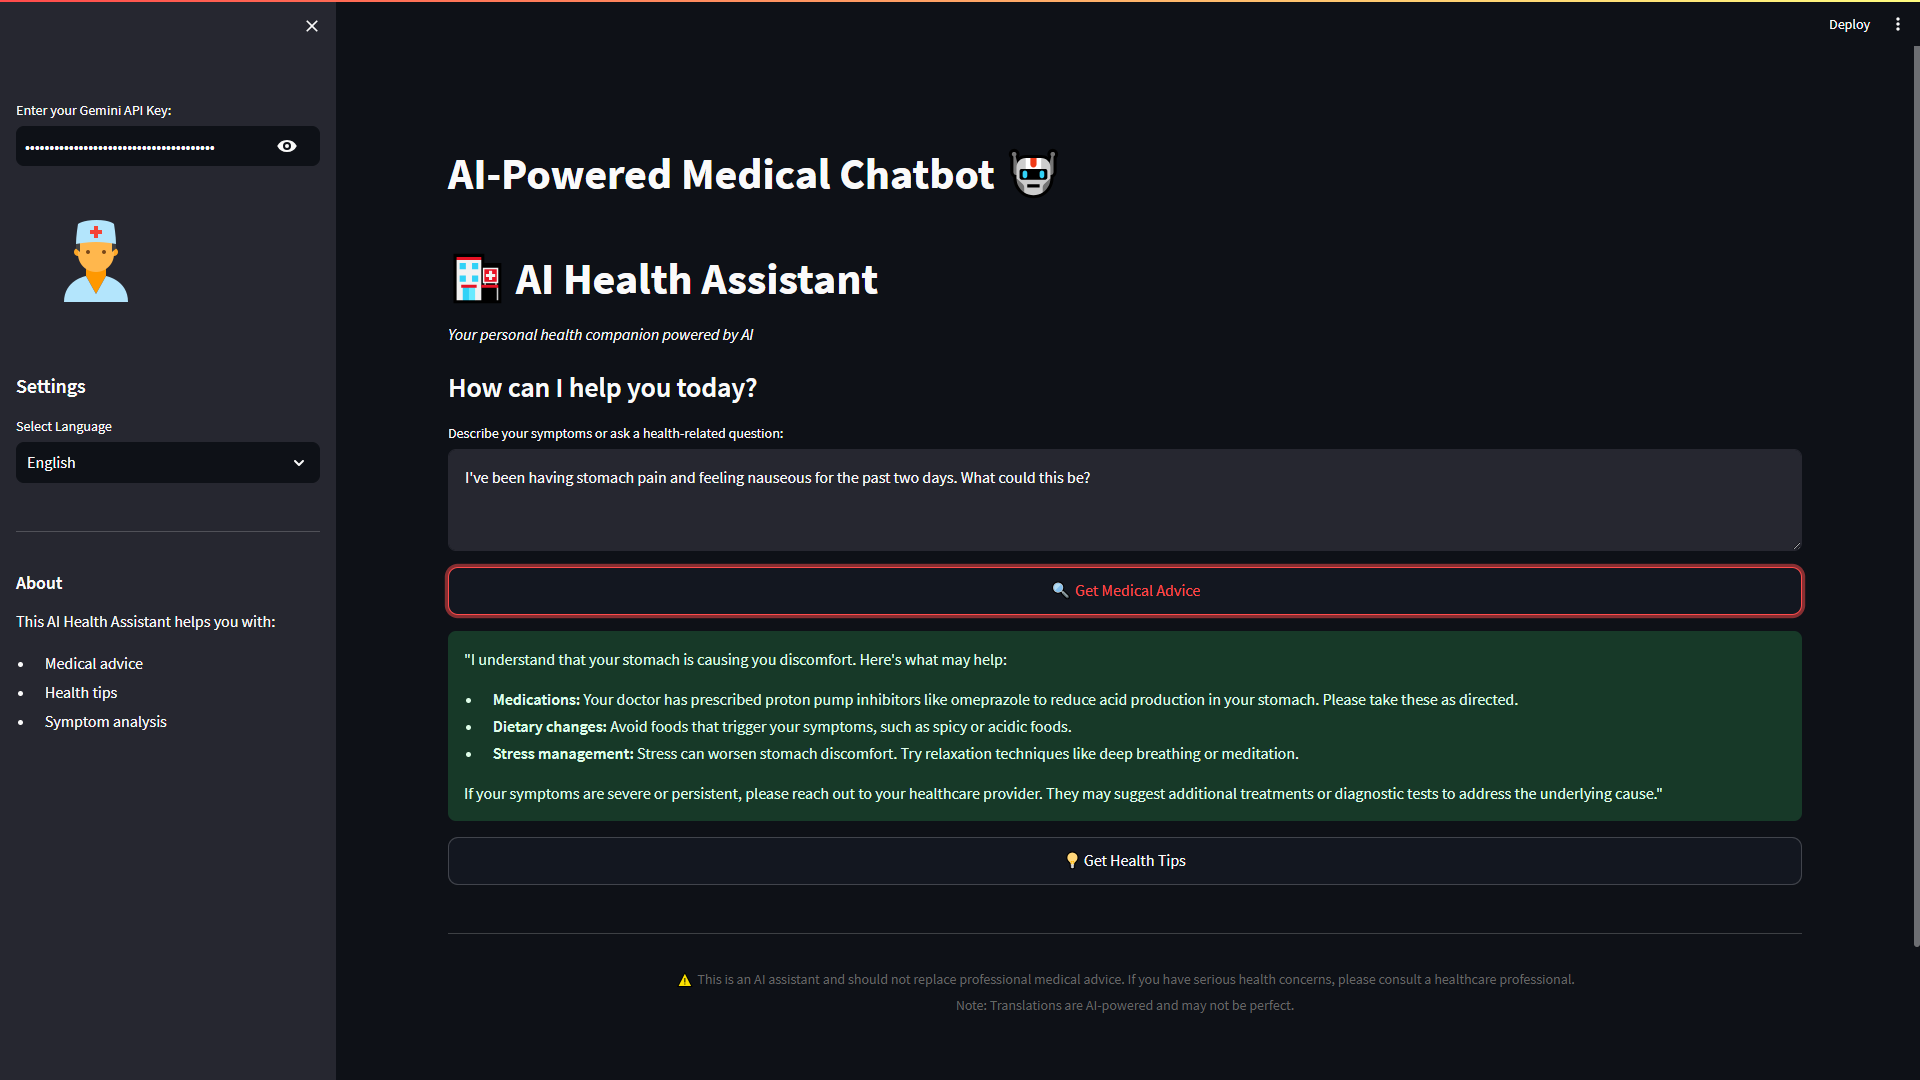 Deploy
Enter your Gemini API Key:
••••••••••••••••••••••••••••••••••••••
Settings
Select Language
English
About
This AI Health Assistant helps you with:
• Medical advice
• Health tips
• Symptom analysis
AI-Powered Medical Chatbot 🤖
🏥 AI Health Assistant
Your personal health companion powered by AI
How can I help you today?
Describe your symptoms or ask a health-related question:
I've been having stomach pain and feeling nauseous for the past two days. What could this be?
🔍 Get Medical Advice
"I understand that your stomach is causing you discomfort. Here's what may help:
• Medications: Your doctor has prescribed proton pump inhibitors like omeprazole to reduce acid production in your stomach. Please take these as directed.
• Dietary changes: Avoid foods that trigger your symptoms, such as spicy or acidic foods.
• Stress management: Stress can worsen stomach discomfort. Try relaxation techniques like deep breathing or meditation.
If your symptoms are severe or persistent, please reach out to your healthcare provider. They may suggest additional treatments or diagnostic tests to address the underlying cause."
💡 Get Health Tips
⚠️ This is an AI assistant and should not replace professional medical advice. If you have serious health concerns, please consult a healthcare professional.
Note: Translations are AI-powered and may not be perfect.